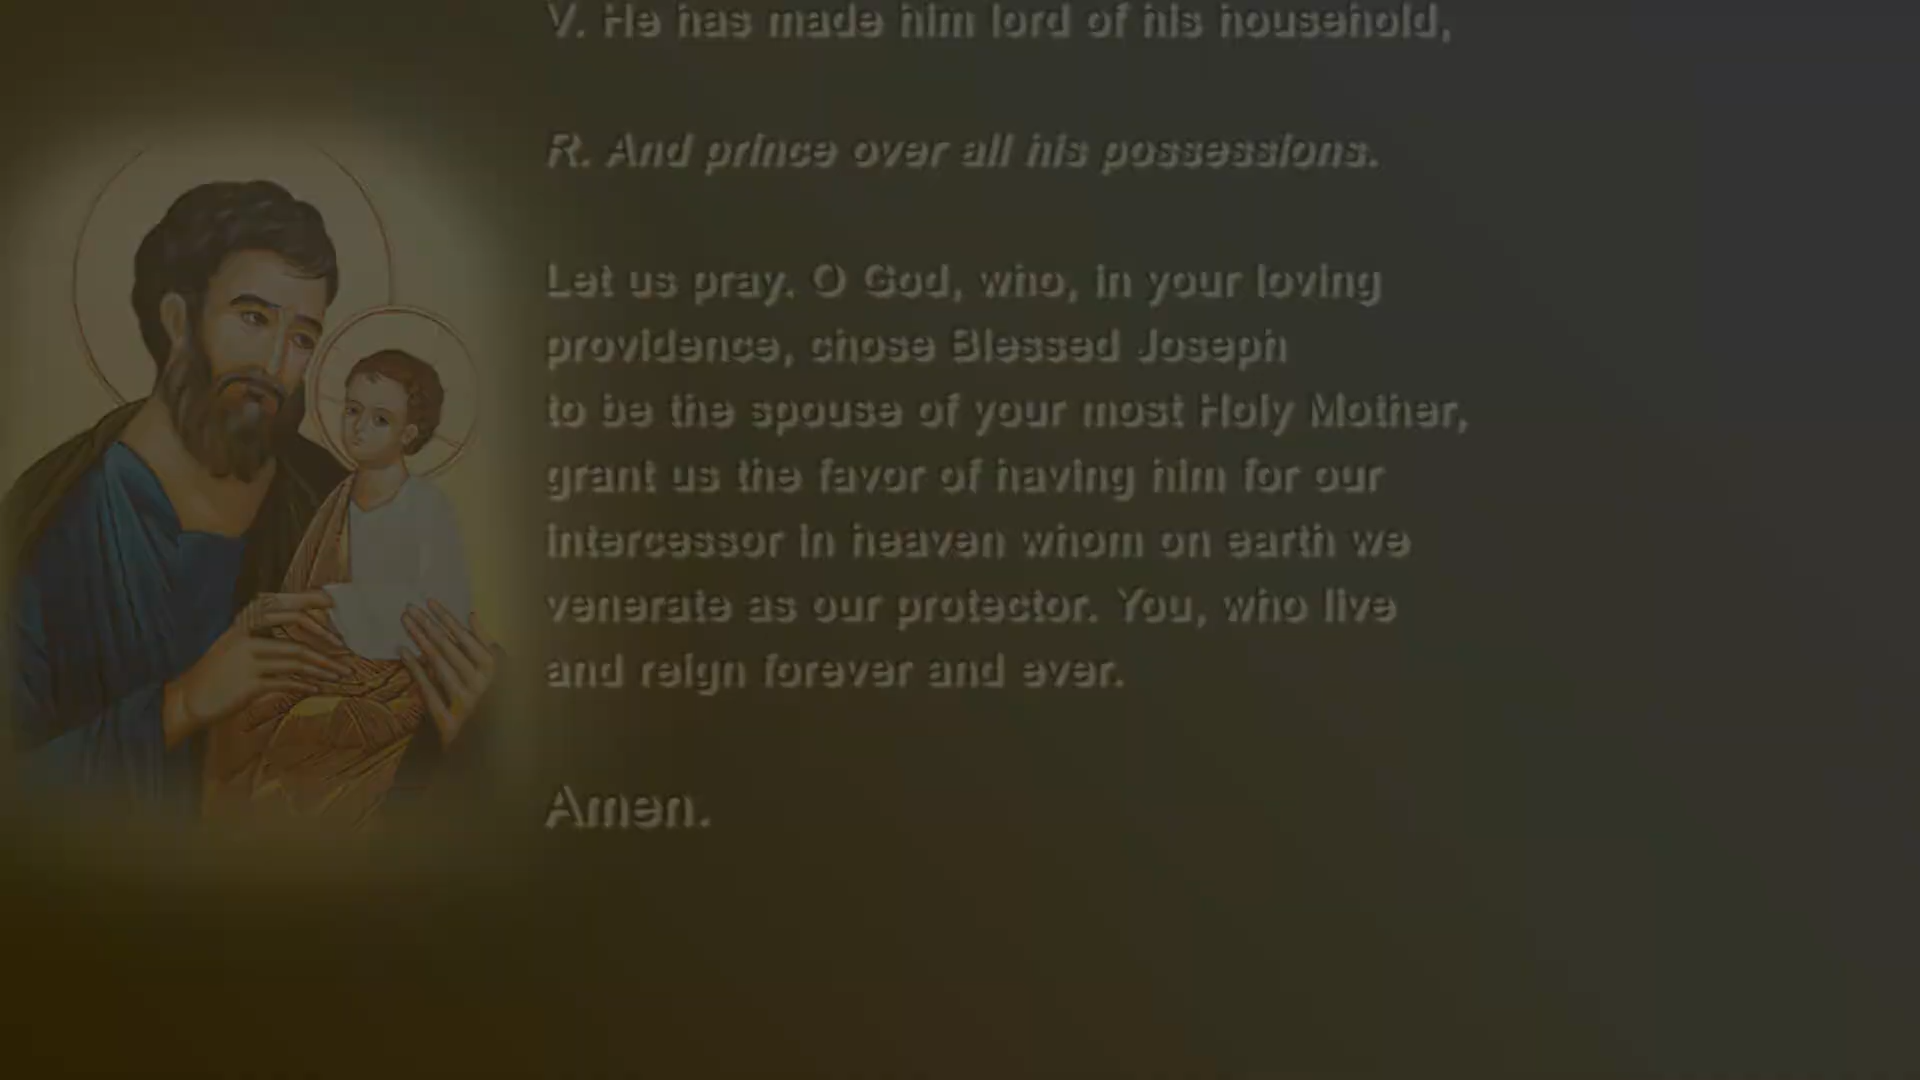 V. He has made him lord of his household,
R. And prince over all his possessions.
Let us pray. O God, who, in your loving
providence, chose Blessed Joseph
to be the spouse of your most Holy Mother,
grant us the favor of having him for our
intercessor in heaven whom on earth we
venerate as our protector. You, who live
and reign forever and ever.
Amen.